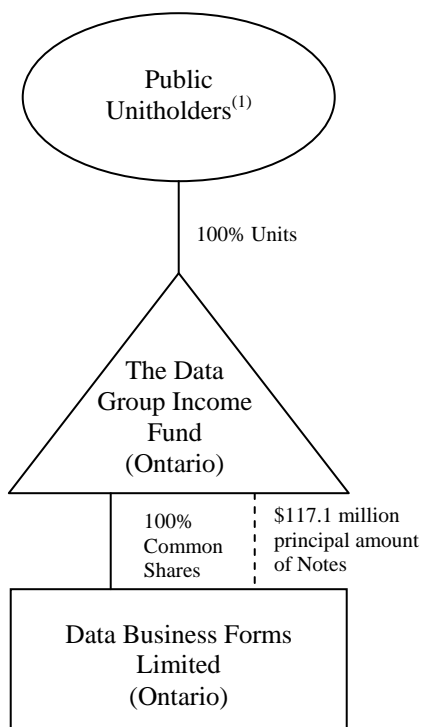 Public
Unitholders(1)
100% Units
The Data
Group Income
Fund
(Ontario)
100%
Common
Shares
$117.1 million
principal amount
of Notes
Data Business Forms
Limited
(Ontario)